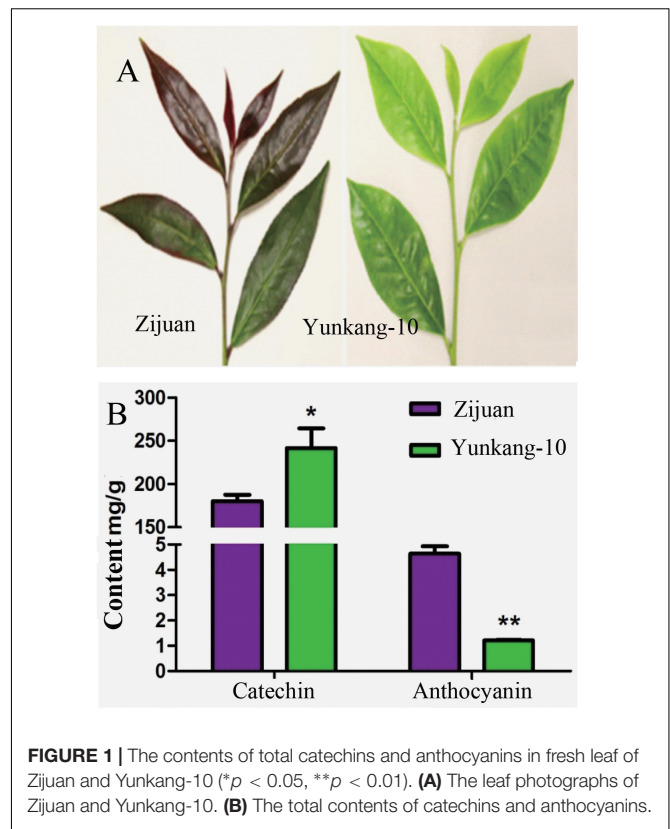 A
Zijuan
Yunkang-10
B
Content mg/g
300
250
200
150
5
4
3
2
1
0
*
**
Zijuan
Yunkang-10
Catechin
Anthocyanin
FIGURE 1 | The contents of total catechins and anthocyanins in fresh leaf of
Zijuan and Yunkang-10 (*p < 0.05, **p < 0.01). (A) The leaf photographs of
Zijuan and Yunkang-10. (B) The total contents of catechins and anthocyanins.